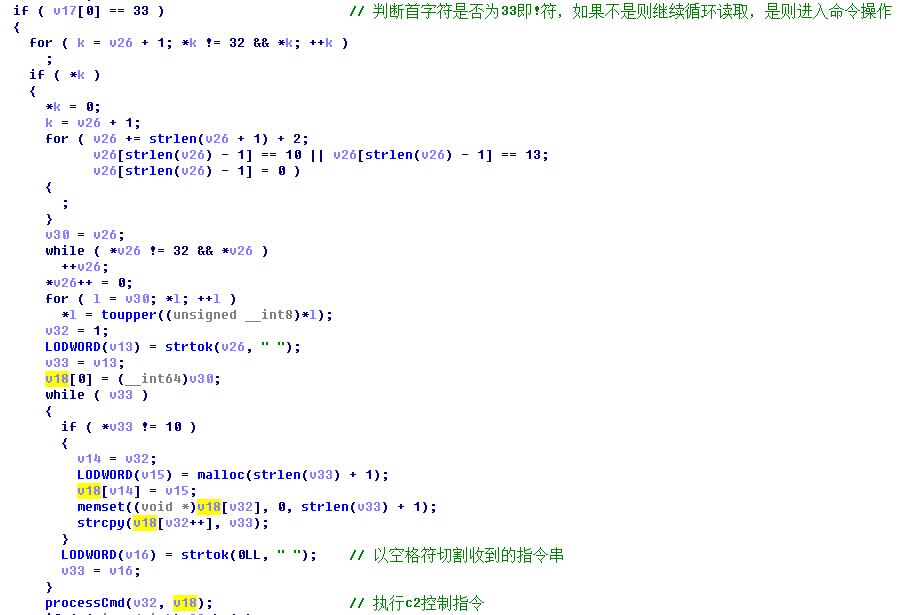 if ( v17[0] == 33 ) // 判断首字符是否为33即!符，如果不是则继续循环读取，是则进入命令操作
{
for ( k = v26 + 1; *k != 32 && *k; ++k )
;
if ( *k )
{
*k = 0;
k = v26 + 1;
for ( v26 += strlen(v26 + 1) + 2;
v26[strlen(v26) - 1] == 10 || v26[strlen(v26) - 1] == 13;
v26[strlen(v26) - 1] = 0 )
{
;
}
v30 = v26;
while ( *v26 != 32 && *v26 )
++v26;
*v26++ = 0;
for ( l = v30; *l; ++l )
*l = toupper((unsigned __int8)*l);
v32 = 1;
LODWORD(v13) = strtok(v26, " ");
v33 = v13;
v18[0] = (__int64)v30;
while ( v33 )
{
if ( *v33 != 10 )
{
v14 = v32;
LODWORD(v15) = malloc(strlen(v33) + 1);
v18[v14] = v15;
memset((void *)v18[v32], 0, strlen(v33) + 1);
strcpy(v18[v32++], v33);
}
LODWORD(v16) = strtok(0LL, " "); // 以空格符切割收到的指令串
v33 = v16;
}
processCmd(v32, v18); // 执行c2控制指令